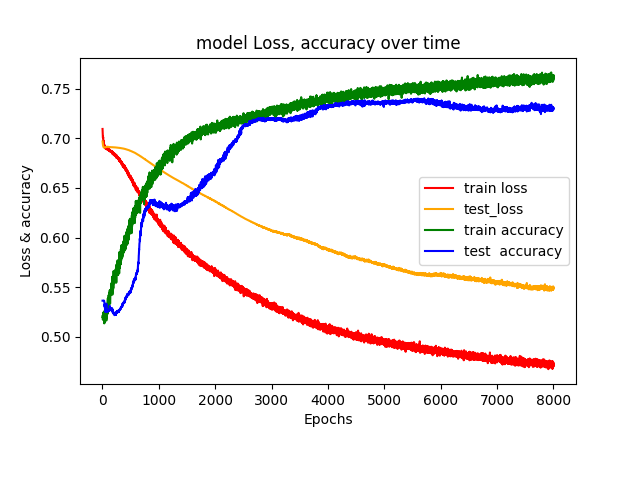 model Loss, accuracy over time
0.75
0.70
0.65
0.60
0.55
0.50
Loss & accuracy
train loss
test_loss
train accuracy
test  accuracy
0 1000 2000 3000 4000 5000 6000 7000 8000
Epochs